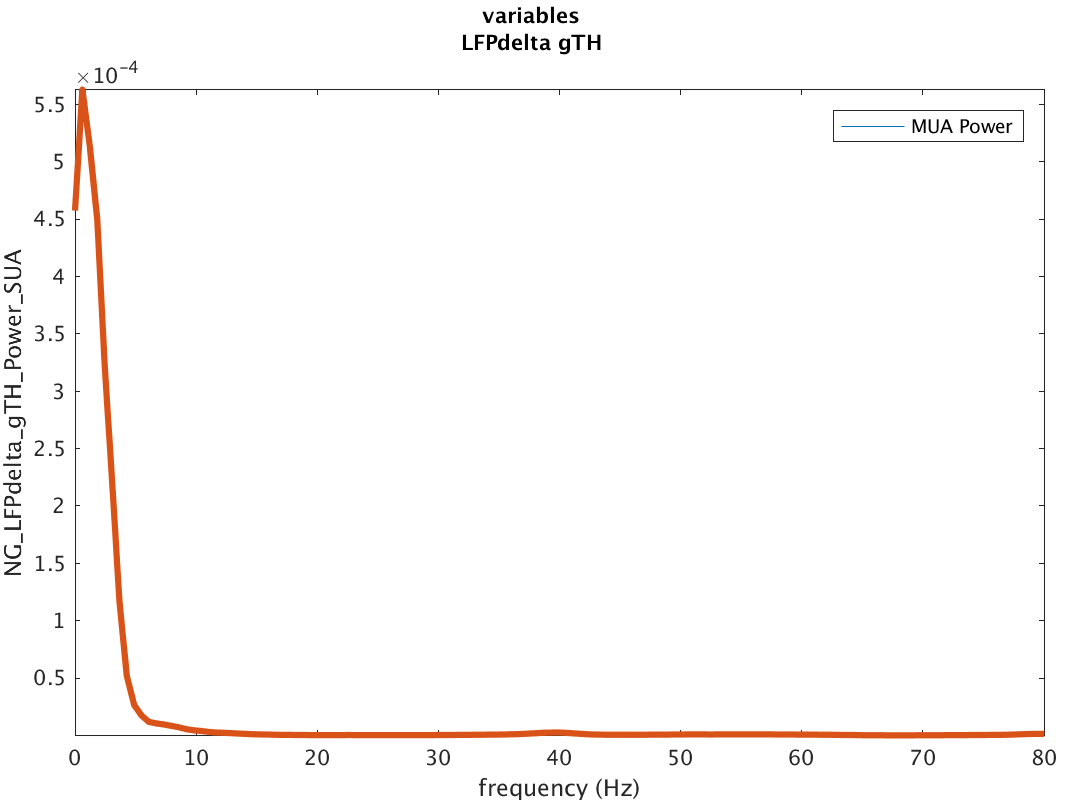 variables
LFPdelta gTH
×10⁻⁴
5.5
5
4.5
4
3.5
3
2.5
2
1.5
1
0.5
NG_LFPdelta_gTH_Power_SUA
MUA Power
0 10 20 30 40 50 60 70 80
frequency (Hz)